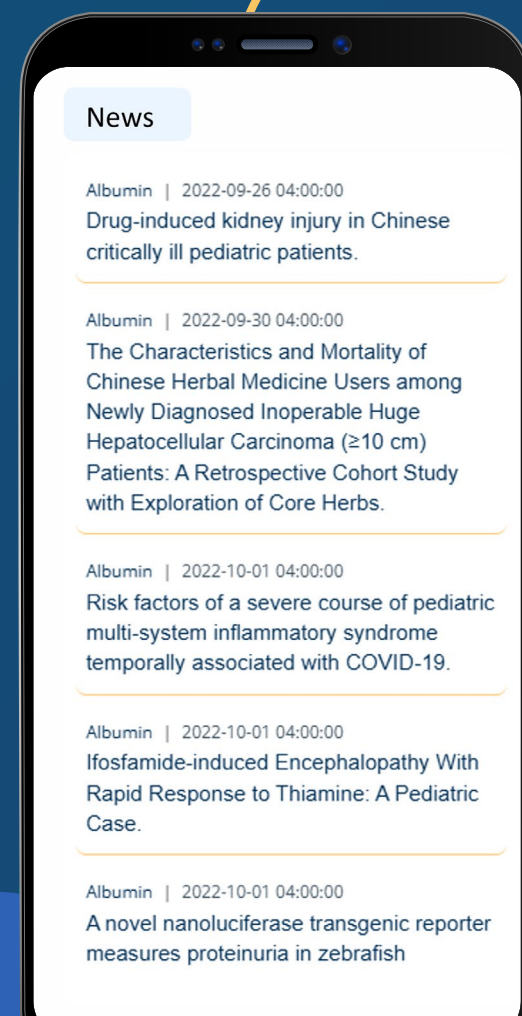 News
Albumin | 2022-09-26 04:00:00
Drug-induced kidney injury in Chinese
critically ill pediatric patients.
Albumin | 2022-09-30 04:00:00
The Characteristics and Mortality of
Chinese Herbal Medicine Users among
Newly Diagnosed Inoperable Huge
Hepatocellular Carcinoma (≥10 cm)
Patients: A Retrospective Cohort Study
with Exploration of Core Herbs.
Albumin | 2022-10-01 04:00:00
Risk factors of a severe course of pediatric
multi-system inflammatory syndrome
temporally associated with COVID-19.
Albumin | 2022-10-01 04:00:00
Ifosfamide-induced Encephalopathy With
Rapid Response to Thiamine: A Pediatric
Case.
Albumin | 2022-10-01 04:00:00
A novel nanoluciferase transgenic reporter
measures proteinuria in zebrafish